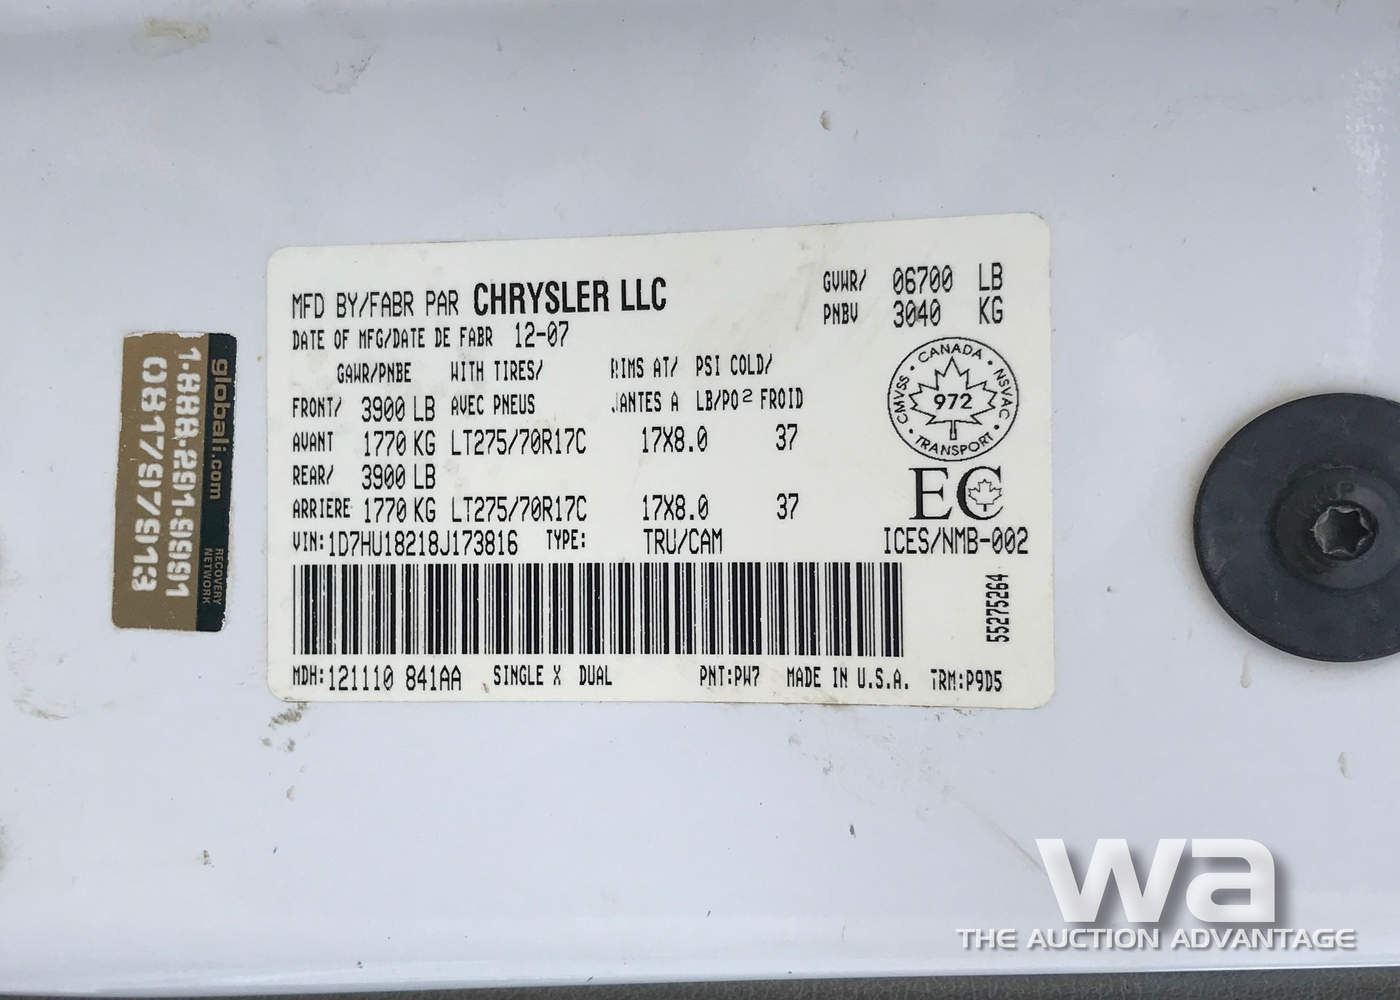 MFD BY/FABR PAR CHRYSLER LLC
DATE OF MFG/DATE DE FABR 12-07
GVWR/ 06700 LB
PNBV 3040 KG
GAWR/PNBE WITH TIRES/ RIMS AT/ PSI COLD/
FRONT/ 3900 LB AVEC PNEUS JANTES A LB/PO2 FROID
AVANT 1770 KG LT275/70R17C 17X8.0 37
REAR/ 3900 LB
ARRIERE 1770 KG LT275/70R17C 17X8.0 37
VIN:1D7HU18218J173816 TYPE: TRU/CAM ICES/NMB-002
MDH:121110 841AA SINGLE X DUAL PNT:PW7 MADE IN U.S.A. TRM:P9D5
CANADA
CMVSS 972 NSVAC
TRANSPORT
EC
55275264
globali.com
RECOVERY
NETWORK
1.888.291.9991
081797913
wa
THE AUCTION ADVANTAGE